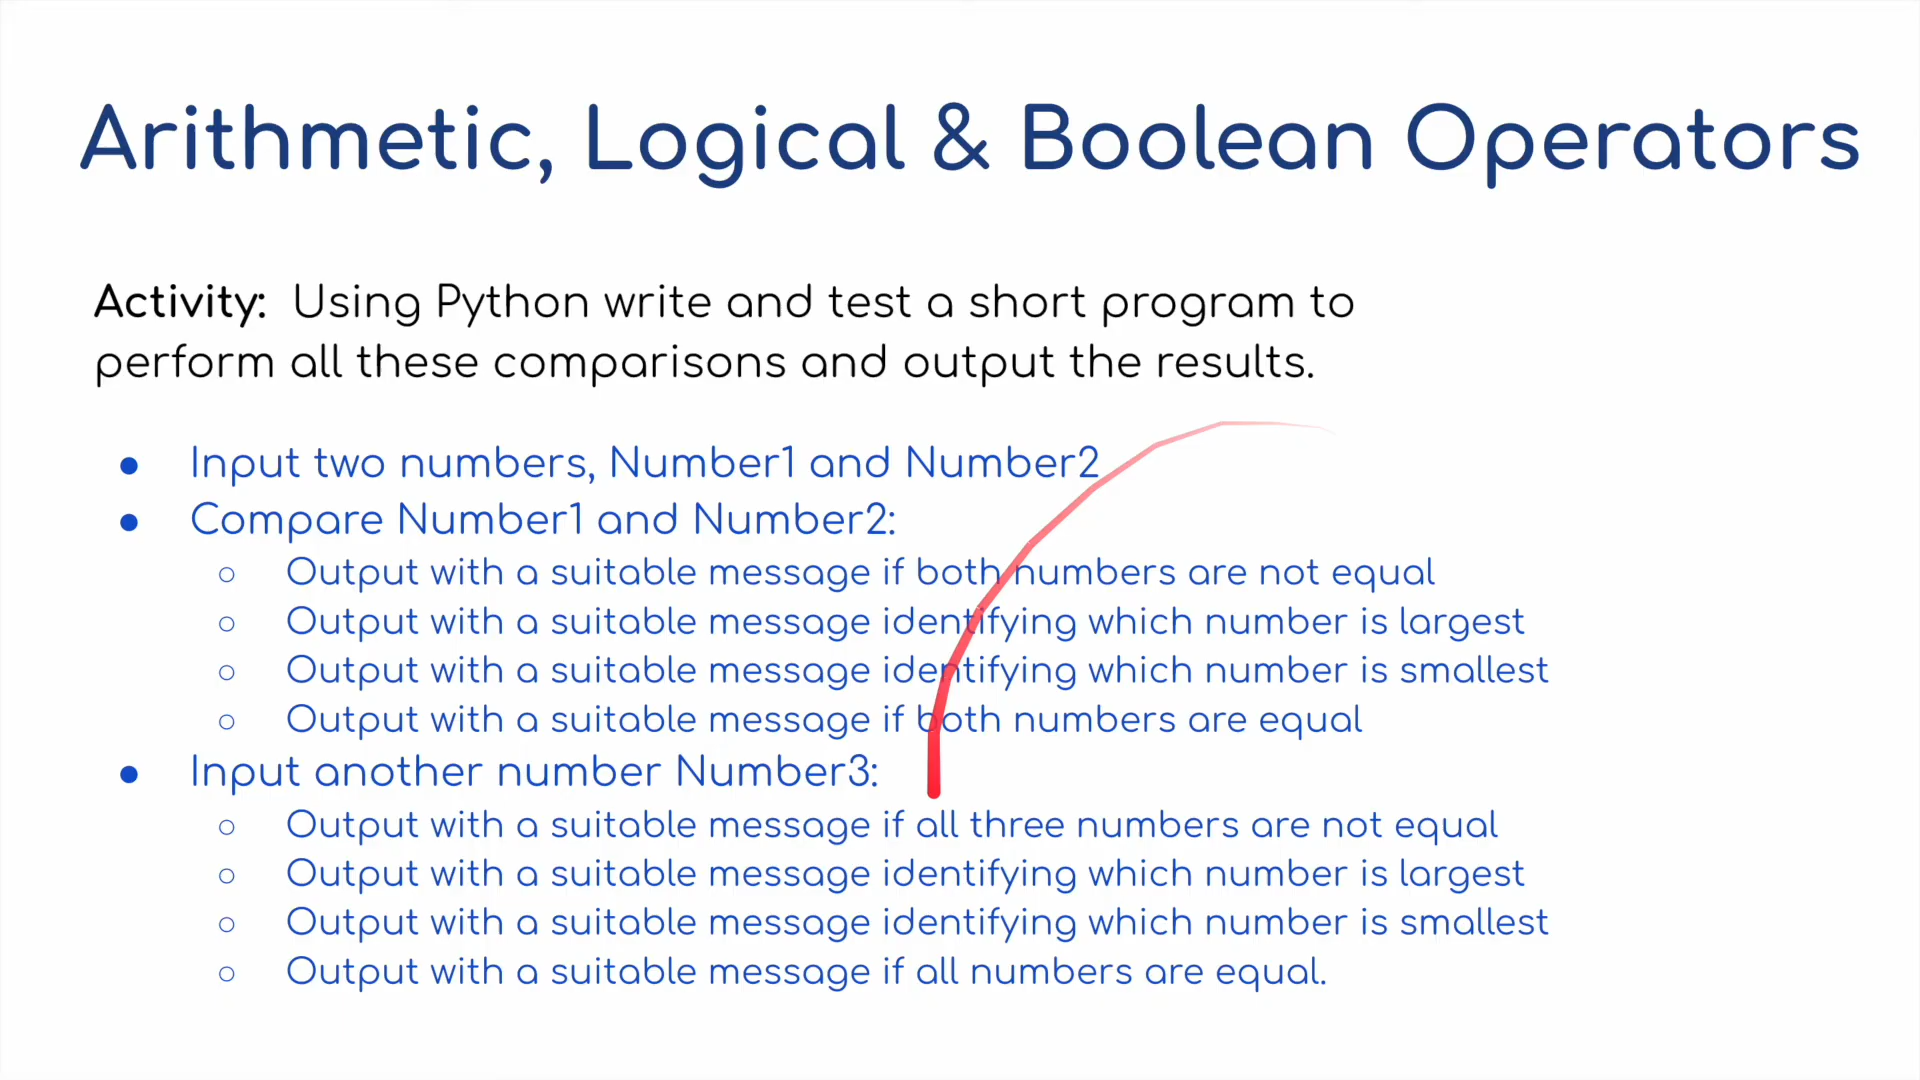 Arithmetic, Logical & Boolean Operators
Activity: Using Python write and test a short program to
perform all these comparisons and output the results.
● Input two numbers, Number1 and Number2
● Compare Number1 and Number2:
○ Output with a suitable message if both numbers are not equal
○ Output with a suitable message identifying which number is largest
○ Output with a suitable message identifying which number is smallest
○ Output with a suitable message if both numbers are equal
● Input another number Number3:
○ Output with a suitable message if all three numbers are not equal
○ Output with a suitable message identifying which number is largest
○ Output with a suitable message identifying which number is smallest
○ Output with a suitable message if all numbers are equal.